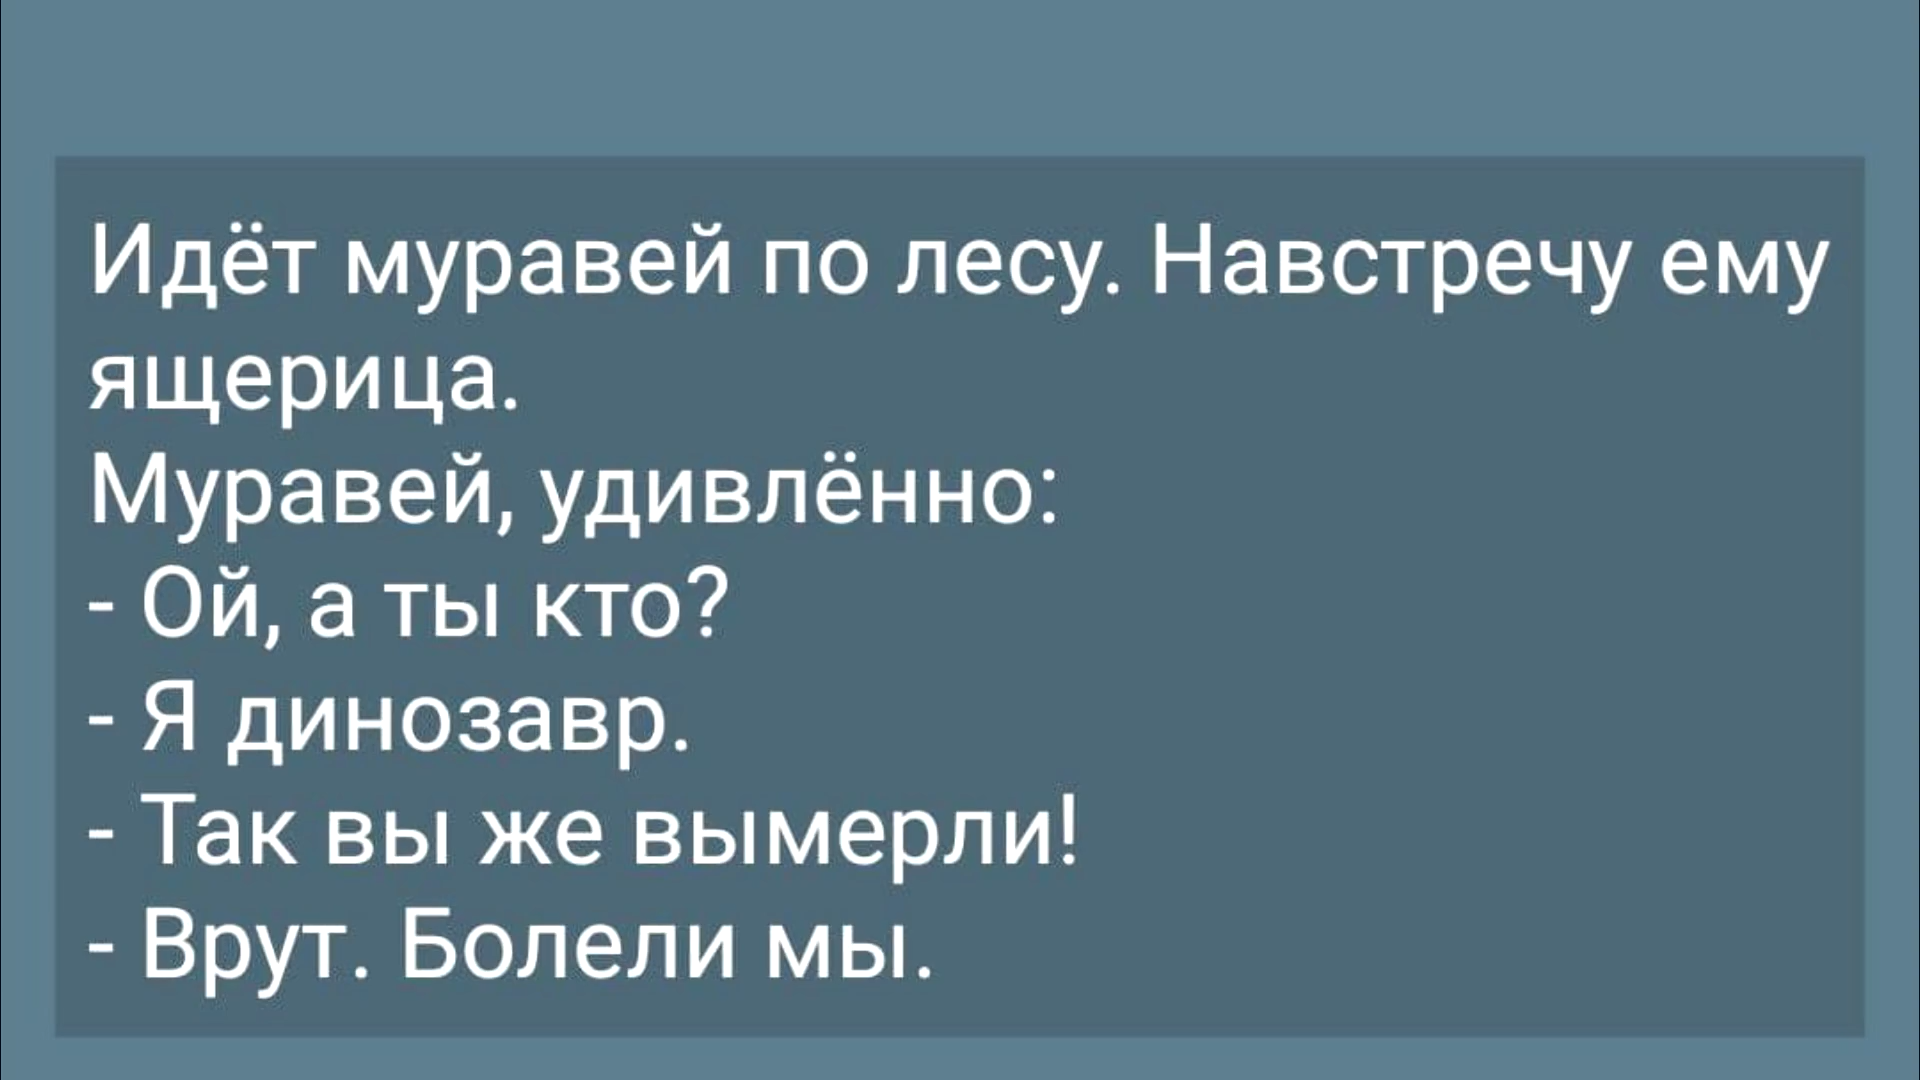 Идёт муравей по лесу. Навстречу ему
ящерица.
Муравей, удивлённо:
- Ой, а ты кто?
- Я динозавр.
- Так вы же вымерли!
- Врут. Болели мы.